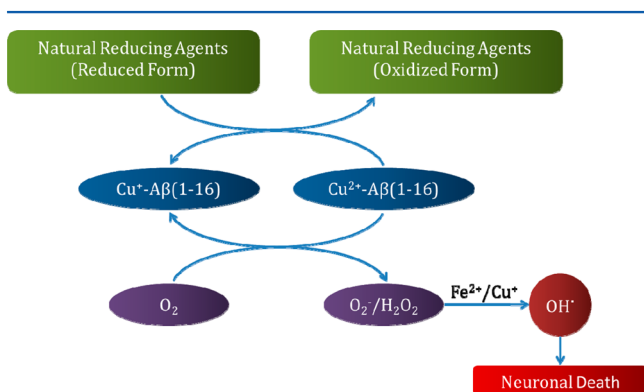 Natural Reducing Agents
(Reduced Form)
Natural Reducing Agents
(Oxidized Form)
Cu⁺-Aβ(1-16)
Cu²⁺-Aβ(1-16)
O₂
O₂⁻/H₂O₂
Fe²⁺/Cu⁺
OH•
Neuronal Death